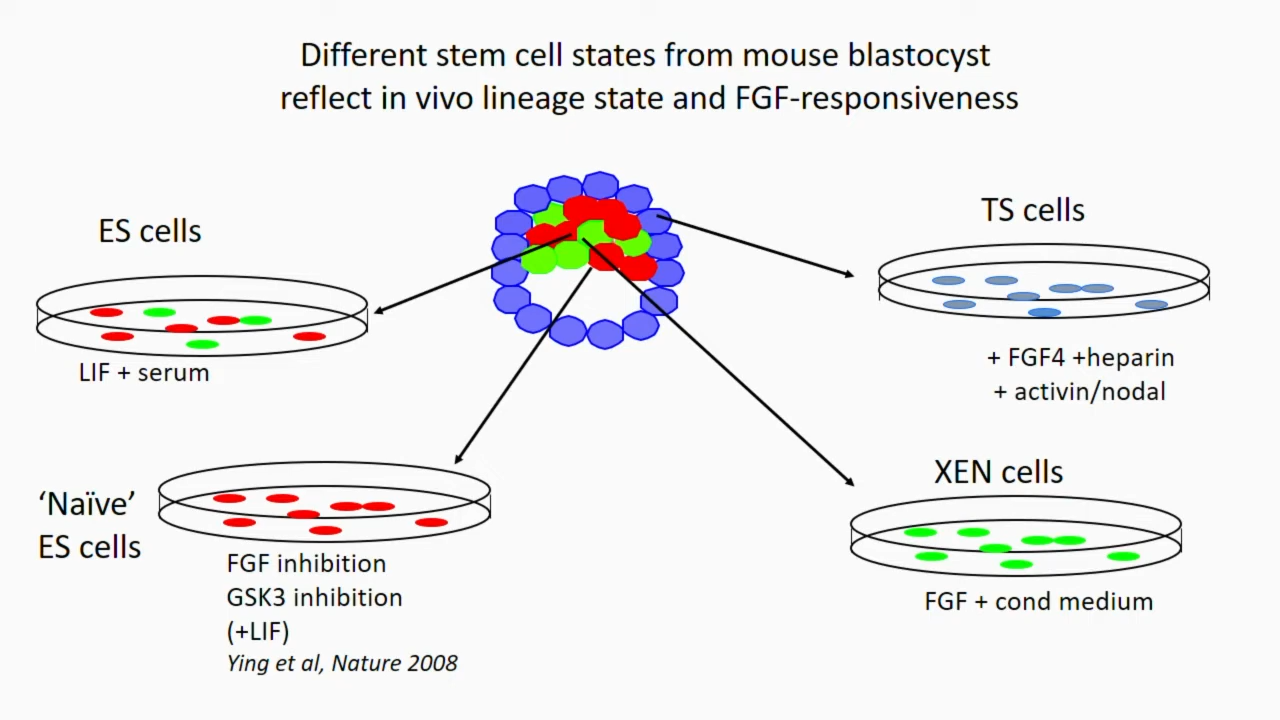 Different stem cell states from mouse blastocyst
reflect in vivo lineage state and FGF-responsiveness
ES cells
LIF + serum
TS cells
+ FGF4 +heparin
+ activin/nodal
‘Naïve’
ES cells
FGF inhibition
GSK3 inhibition
(+LIF)
Ying et al, Nature 2008
XEN cells
FGF + cond medium